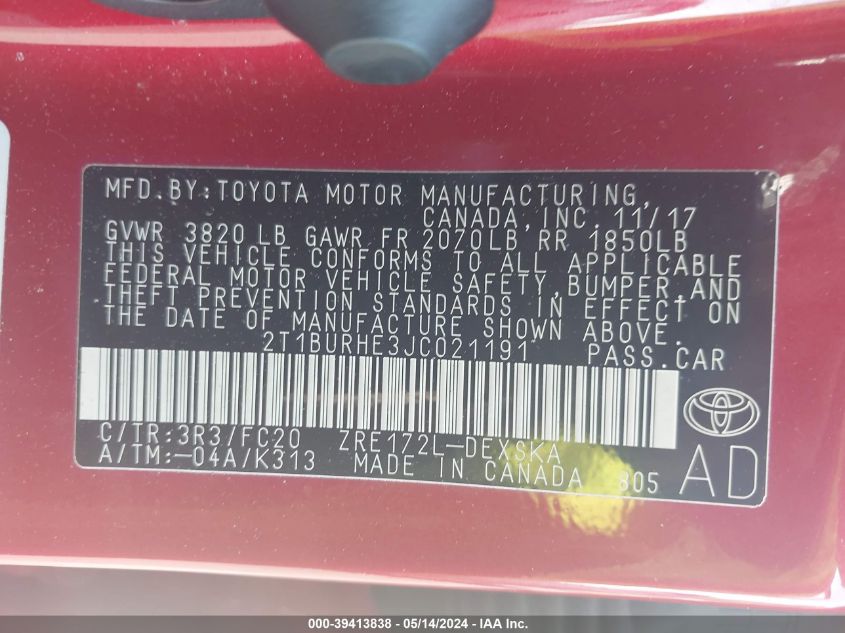 MFD.BY:TOYOTA MOTOR MANUFACTURING,
CANADA,INC. 11/17
GVWR 3820LB GAWR FR 2070LB RR 1850LB
THIS VEHICLE CONFORMS TO ALL APPLICABLE
FEDERAL MOTOR VEHICLE SAFETY,BUMPER,AND
THEFT PREVENTION STANDARDS IN EFFECT ON
THE DATE OF MANUFACTURE SHOWN ABOVE.
2T1BURHE3JC021191 PASS.CAR
C/TR:3R3/FC20 ZRE172L-DEXSKA
A/TM:-04A/K313 MADE IN CANADA 805
AD
000-39413838 - 05/14/2024 - IAA Inc.